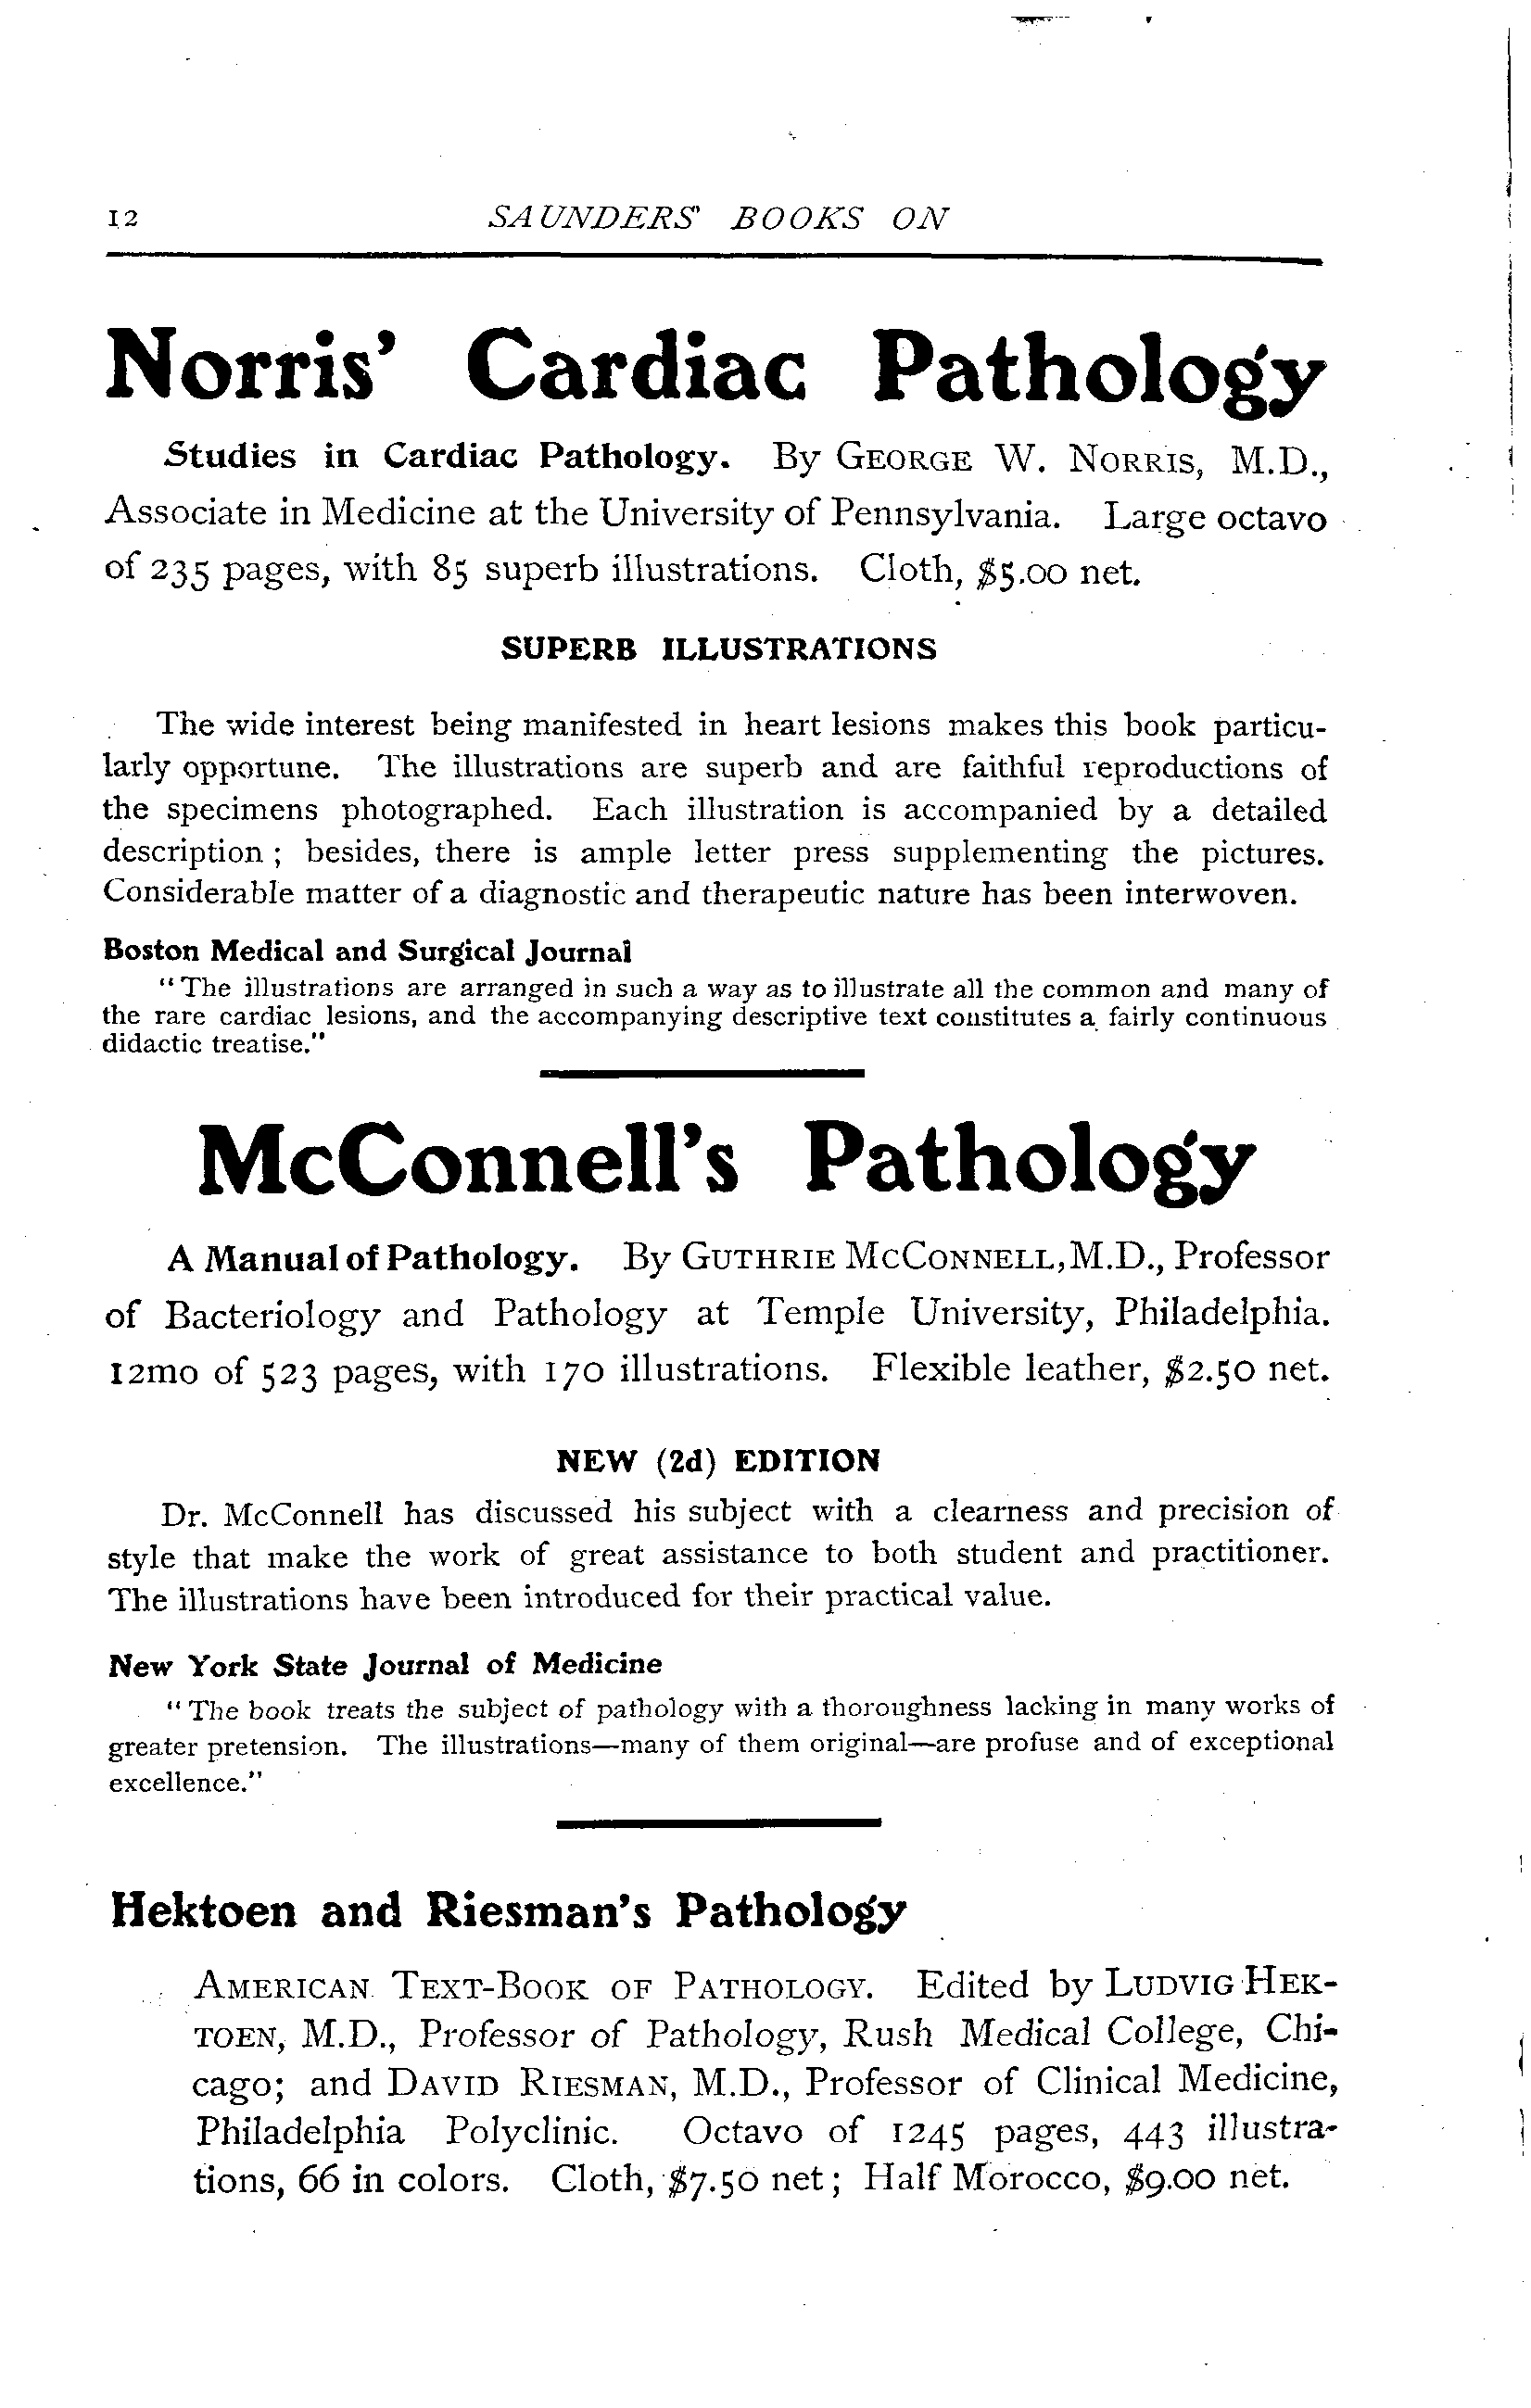 12 SAUNDERS' BOOKS ON
Norris' Cardiac Pathology
Studies in Cardiac Pathology. By GEORGE W. NORRIS, M.D.,
Associate in Medicine at the University of Pennsylvania. Large octavo
of 235 pages, with 85 superb illustrations. Cloth, $5.00 net.
SUPERB ILLUSTRATIONS
The wide interest being manifested in heart lesions makes this book particu-
larly opportune. The illustrations are superb and are faithful reproductions of
the specimens photographed. Each illustration is accompanied by a detailed
description ; besides, there is ample letter press supplementing the pictures.
Considerable matter of a diagnostic and therapeutic nature has been interwoven.
Boston Medical and Surgical Journal
"The illustrations are arranged in such a way as to illustrate all the common and many of
the rare cardiac lesions, and the accompanying descriptive text constitutes a fairly continuous
didactic treatise."
McConnell's Pathology
A Manual of Pathology. By GUTHRIE MCCONNELL, M.D., Professor
of Bacteriology and Pathology at Temple University, Philadelphia.
12mo of 523 pages, with 170 illustrations. Flexible leather, $2.50 net.
NEW (2d) EDITION
Dr. McConnell has discussed his subject with a clearness and precision of
style that make the work of great assistance to both student and practitioner.
The illustrations have been introduced for their practical value.
New York State Journal of Medicine
"The book treats the subject of pathology with a thoroughness lacking in many works of
greater pretension. The illustrations—many of them original—are profuse and of exceptional
excellence."
Hektoen and Riesman's Pathology
AMERICAN TEXT-BOOK OF PATHOLOGY. Edited by LUDVIG HEK-
TOEN, M.D., Professor of Pathology, Rush Medical College, Chi-
cago; and DAVID RIESMAN, M.D., Professor of Clinical Medicine,
Philadelphia Polyclinic. Octavo of 1245 pages, 443 illustra-
tions, 66 in colors. Cloth, $7.50 net ; Half Morocco, $9.00 net.